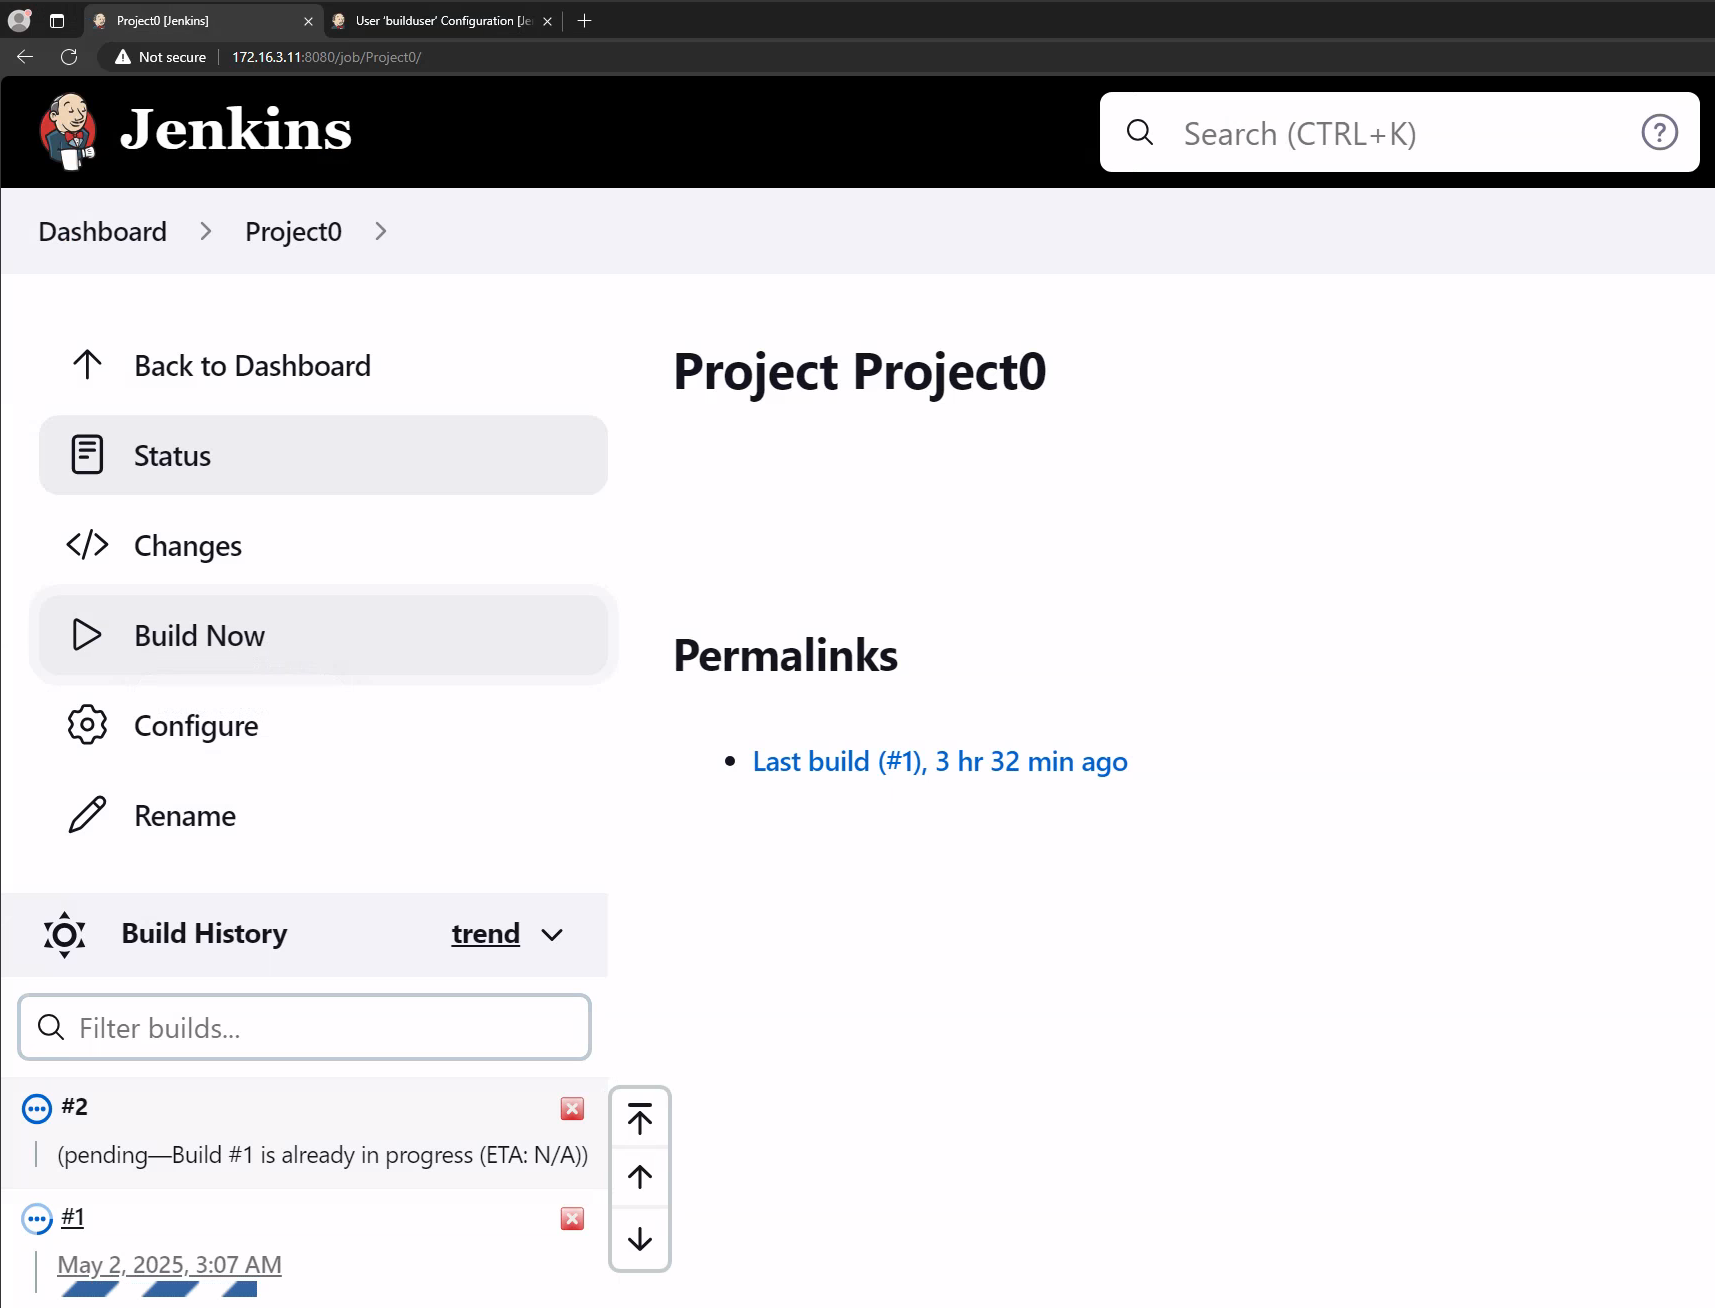 Project0 [Jenkins]
User 'builduser' Configuration [Je
Not secure
172.16.3.11:8080/job/Project0/
Jenkins
Search (CTRL+K)
Dashboard
Project0
Back to Dashboard
Status
Changes
Build Now
Configure
Rename
Project Project0
Permalinks
Last build (#1), 3 hr 32 min ago
Build History
trend
Filter builds...
#2
(pending—Build #1 is already in progress (ETA: N/A))
#1
May 2, 2025, 3:07 AM